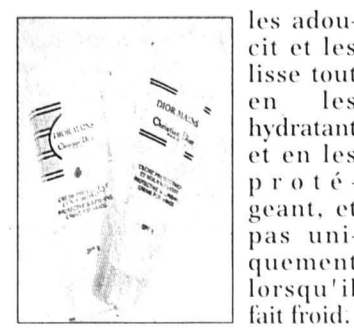 DIOR MAINS
Christian Dior
DIOR MAINS
Christian Dior
les adou-
cit et les
lisse tout
en les
hydratant
et en les
proté-
geant, et
pas uni-
quement
lorsqu'il
fait froid.